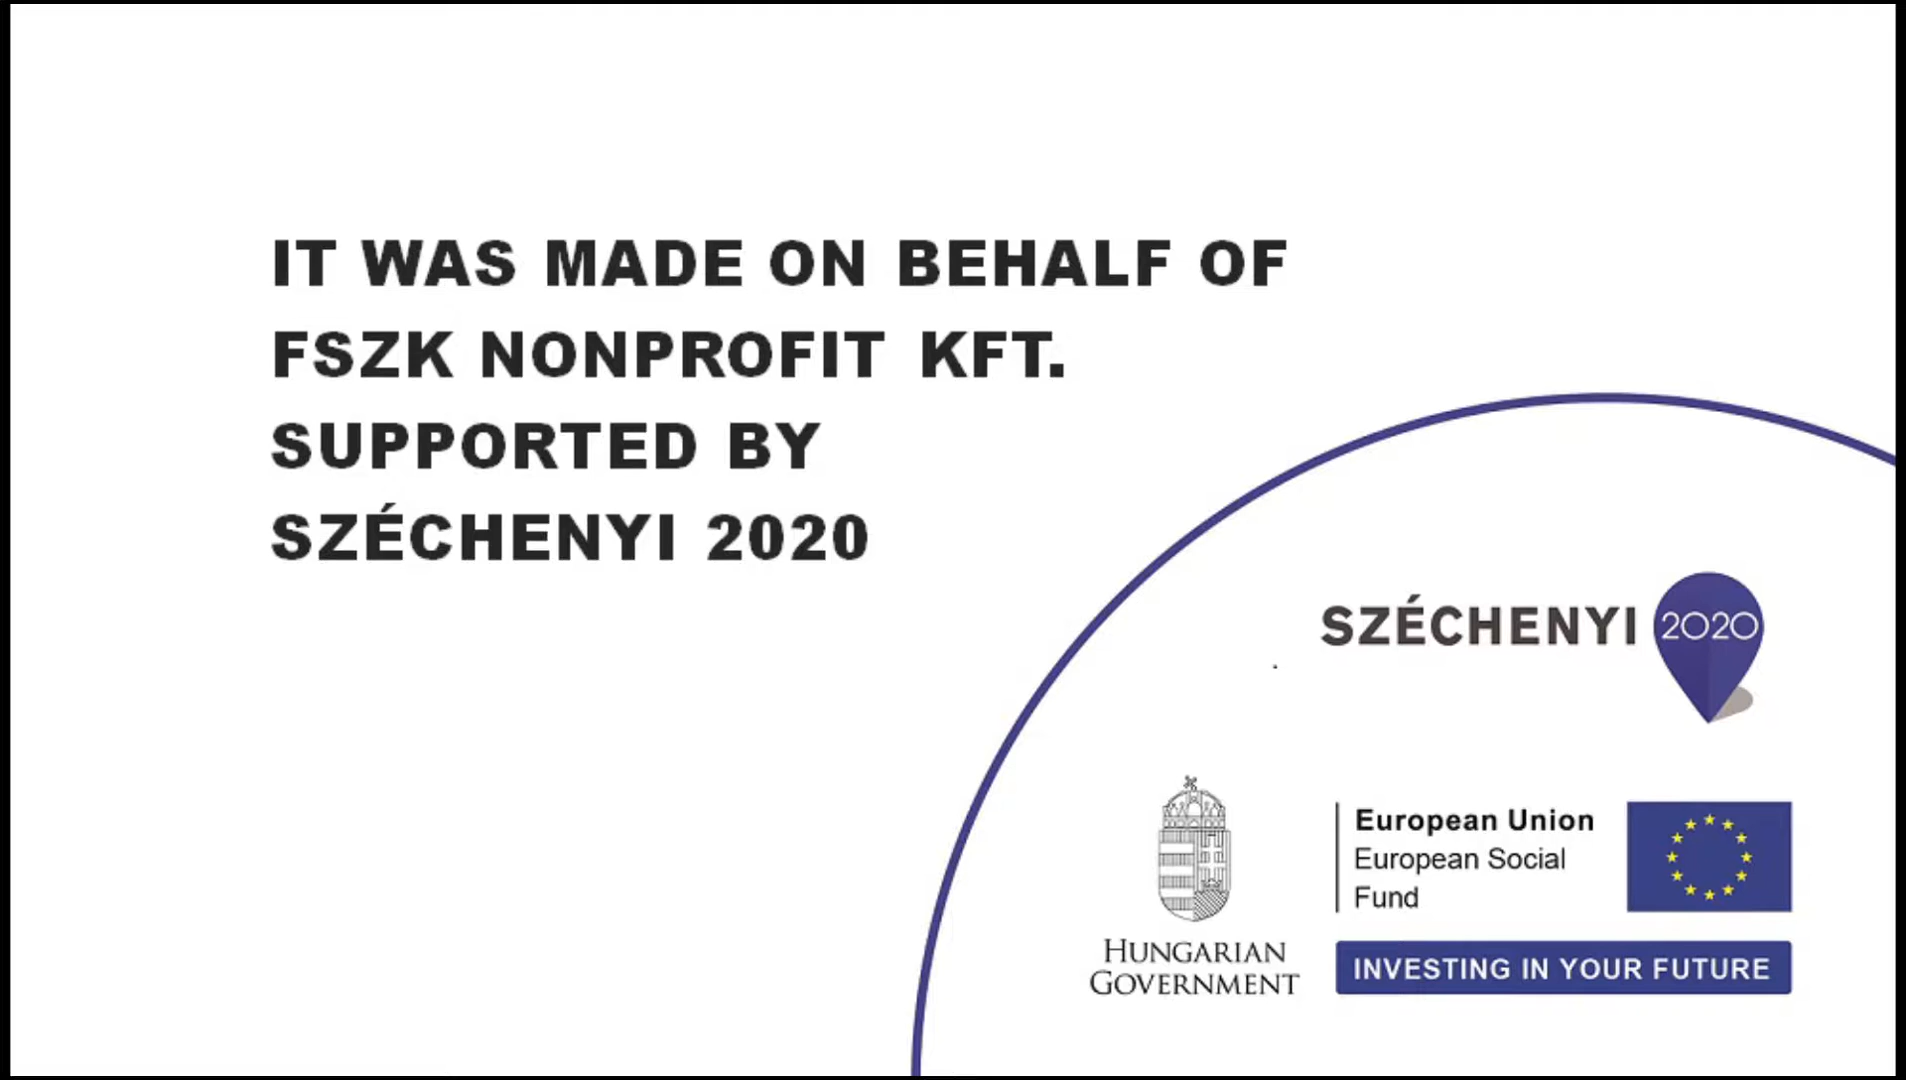 IT WAS MADE ON BEHALF OF
FSZK NONPROFIT KFT.
SUPPORTED BY
SZÉCHENYI 2020
SZÉCHENYI 2020
HUNGARIAN
GOVERNMENT
European Union
European Social
Fund
INVESTING IN YOUR FUTURE